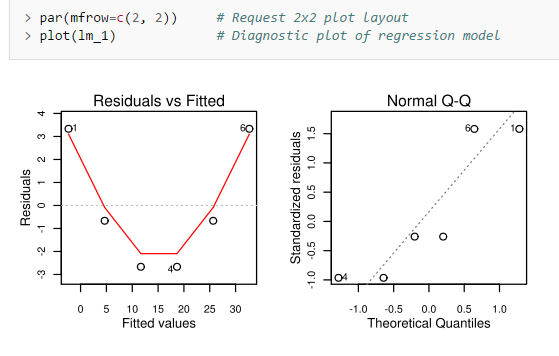 > par(mfrow=c(2, 2))     # Request 2x2 plot layout
> plot(lm_1)             # Diagnostic plot of regression model
Residuals vs Fitted
Normal Q-Q
Residuals
4
3
2
1
0
-1
-2
-3
1
6
4
0 5 10 15 20 25 30
Fitted values
Standardized residuals
1.5
1.0
0.5
0.0
-0.5
-1.0
6
1
4
-1.0 -0.5 0.0 0.5 1.0
Theoretical Quantiles